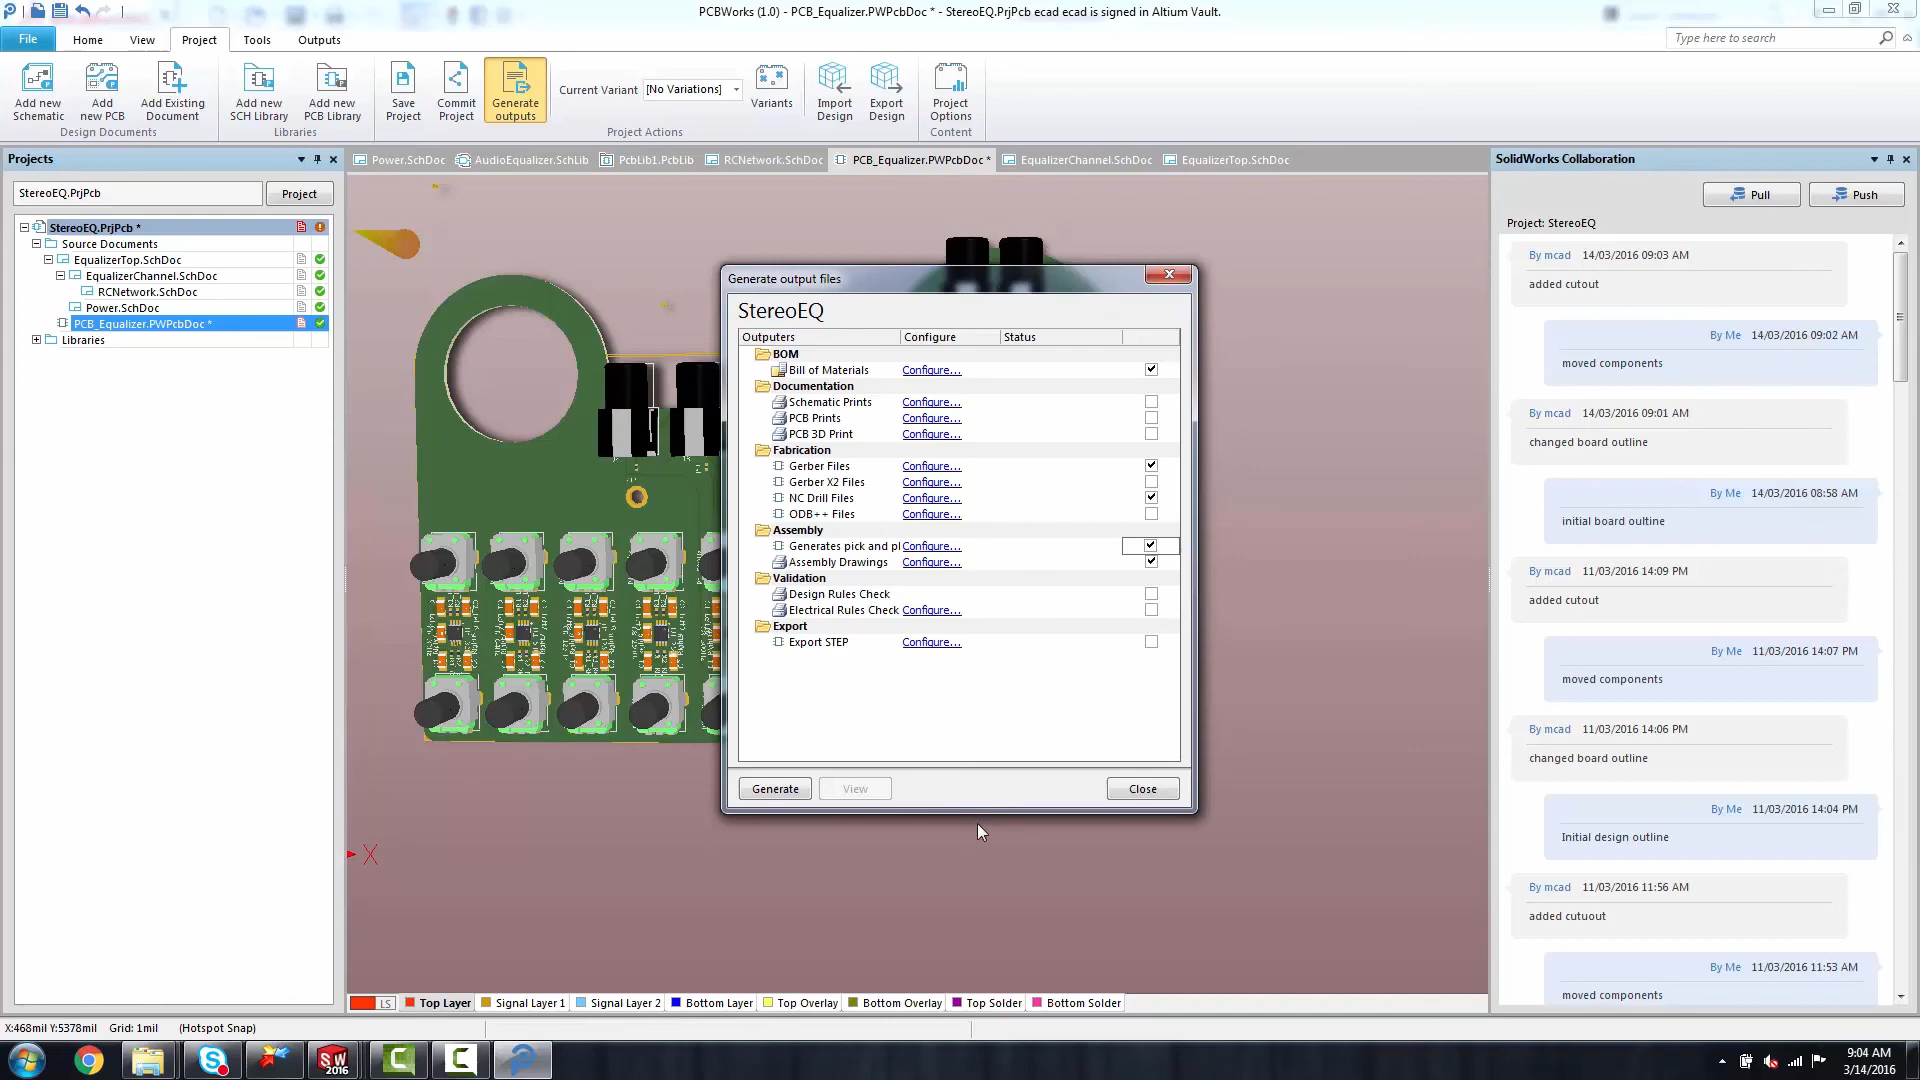 PCBWorks (1.0) - PCB_Equalizer.PWPcbDoc * - StereoEQ.PrjPcb ecad ecad is signed in Altium Vault.
File Home View Project Tools Outputs
Type here to search
Add new Schematic
Add new PCB
Add Existing Document
Design Documents
Add new SCH Library
Add new PCB Library
Libraries
Save Project
Commit Project
Generate outputs
Current Variant [No Variations]
Variants
Project Actions
Import Design
Export Design
Project Options
Content
Projects
StereoEQ.PrjPcb
Project
StereoEQ.PrjPcb *
Source Documents
EqualizerTop.SchDoc
EqualizerChannel.SchDoc
RCNetwork.SchDoc
Power.SchDoc
PCB_Equalizer.PWPcbDoc *
Libraries
Power.SchDoc AudioEqualizer.SchLib PcbLib1.PcbLib RCNetwork.SchDoc PCB_Equalizer.PWPcbDoc * EqualizerChannel.SchDoc EqualizerTop.SchDoc
X
Generate output files
StereoEQ
Outputers Configure Status
BOM
Bill of Materials Configure...
Documentation
Schematic Prints Configure...
PCB Prints Configure...
PCB 3D Print Configure...
Fabrication
Gerber Files Configure...
Gerber X2 Files Configure...
NC Drill Files Configure...
ODB++ Files Configure...
Assembly
Generates pick and pl Configure...
Assembly Drawings Configure...
Validation
Design Rules Check
Electrical Rules Check Configure...
Export
Export STEP Configure...
Generate View Close
SolidWorks Collaboration
Pull Push
Project: StereoEQ
By mcad 14/03/2016 09:03 AM
added cutout
By Me 14/03/2016 09:02 AM
moved components
By mcad 14/03/2016 09:01 AM
changed board outline
By Me 14/03/2016 08:58 AM
initial board oultine
By mcad 11/03/2016 14:09 PM
added cutout
By Me 11/03/2016 14:07 PM
moved components
By mcad 11/03/2016 14:06 PM
changed board outline
By Me 11/03/2016 14:04 PM
Initial design outline
By mcad 11/03/2016 11:56 AM
added cutuout
By Me 11/03/2016 11:53 AM
moved components
LS Top Layer Signal Layer 1 Signal Layer 2 Bottom Layer Top Overlay Bottom Overlay Top Solder Bottom Solder
X:468mil Y:5378mil Grid: 1mil (Hotspot Snap)
SW 2016
9:04 AM
3/14/2016